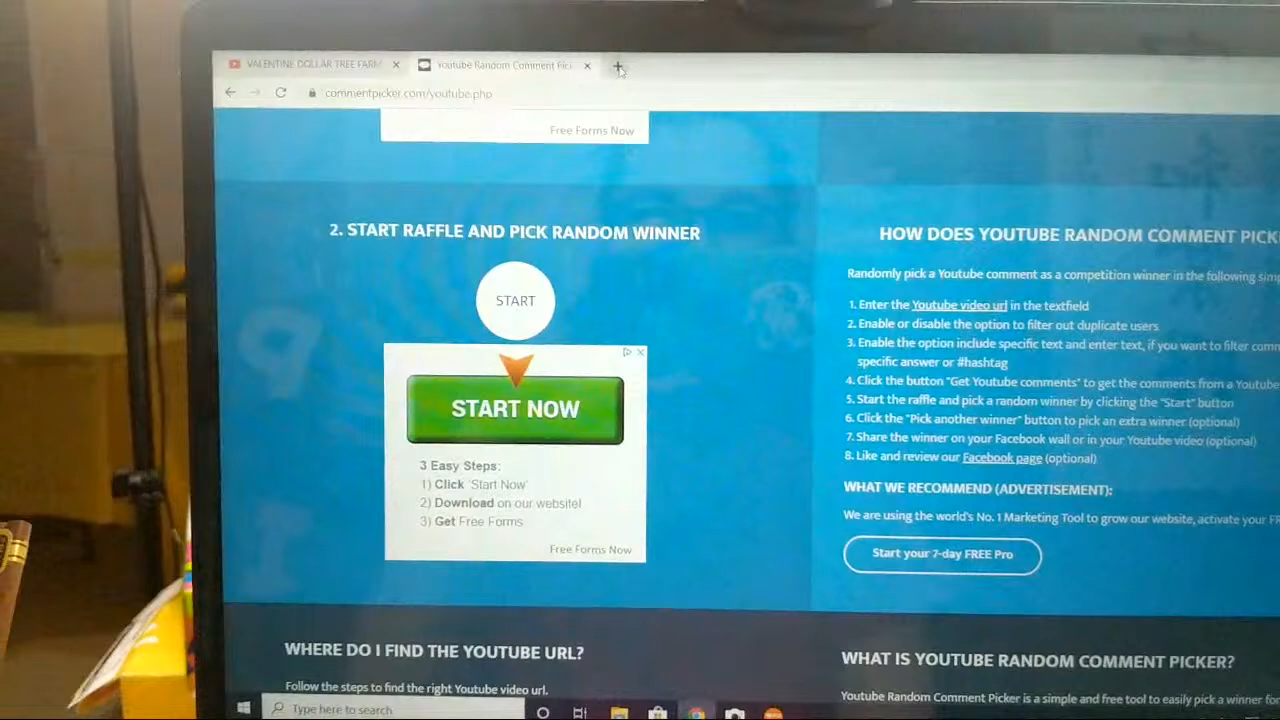 VALENTINE DOLLAR TREE FARM
Youtube Random Comment Pic
commentpicker.com/youtube.php
Free Forms Now
2. START RAFFLE AND PICK RANDOM WINNER
START
START NOW
3 Easy Steps:
1) Click 'Start Now'
2) Download on our website!
3) Get Free Forms
Free Forms Now
HOW DOES YOUTUBE RANDOM COMMENT PICK
Randomly pick a Youtube comment as a competition winner in the following
1. Enter the Youtube video url in the textfield
2. Enable or disable the option to filter out duplicate users
3. Enable the option include specific text and enter text, if you want to filter
specific answer or #hashtag
4. Click the button "Get Youtube comments" to get the comments from a Youtube
5. Start the raffle and pick a random winner by clicking the "Start" button
6. Click the "Pick another winner" button to pick an extra winner (optional)
7. Share the winner on your Facebook wall or in your Youtube video (optional)
8. Like and review our Facebook page (optional)
WHAT WE RECOMMEND (ADVERTISEMENT):
We are using the world's No. 1 Marketing Tool to grow our website, activate your
Start your 7-day FREE Pro
WHERE DO I FIND THE YOUTUBE URL?
Follow the steps to find the right Youtube video url.
WHAT IS YOUTUBE RANDOM COMMENT PICKER?
Youtube Random Comment Picker is a simple and free tool to easily pick a winner for
Type here to search